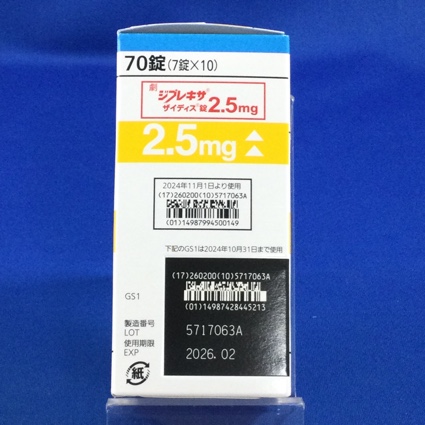 70錠(7錠×10)
劇 ジプレキサ®
ザイディス®錠2.5mg
2.5mg
2024年11月1日より使用
(17)260200(10)5717063A
(01)14987994500149
下記のGS1は2024年10月31日まで使用
(17)260200(10)5717063A
(01)14987428445213
GS1
製造番号
LOT 5717063A
使用期限
EXP 2026.02
紙